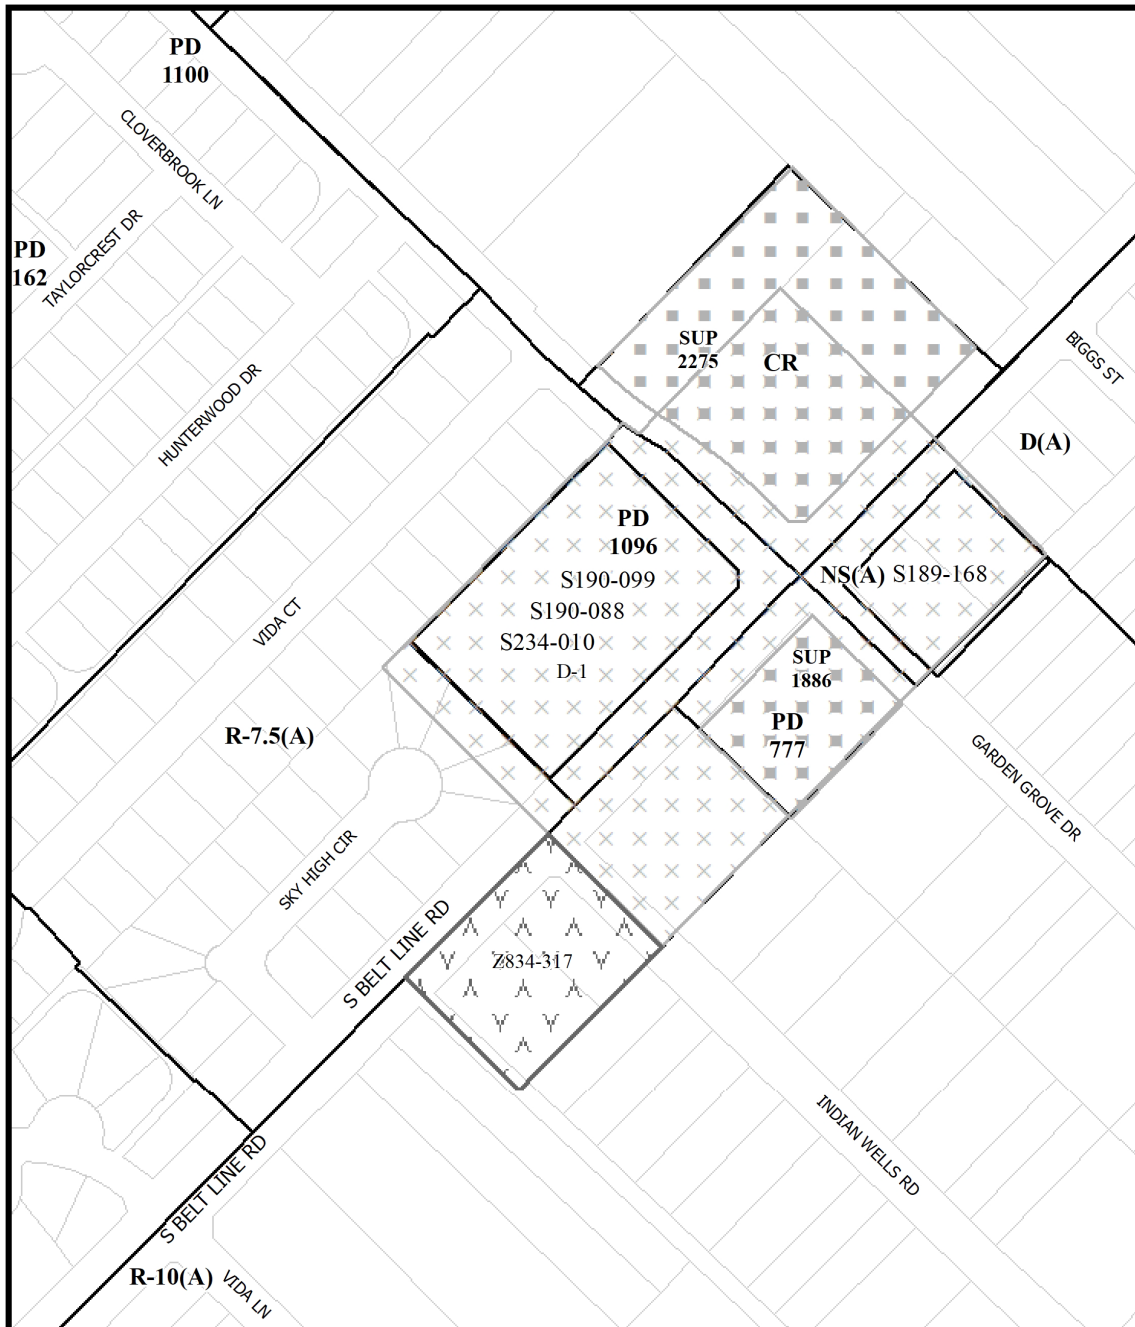 PD
1100
CLOVERBROOK LN
TAYLORCREST DR
PD
162
HUNTERWOOD DR
SUP
2275
CR
BIGGS ST
D(A)
PD
1096
S190-099
S190-088
S234-010
D-1
NS(A)
S189-168
VIDA CT
SUP
1886
PD
777
R-7.5(A)
GARDEN GROVE DR
SKY HIGH CIR
S BELT LINE RD
Z834-317
INDIAN WELLS RD
S BELT LINE RD
R-10(A)
VIDA LN